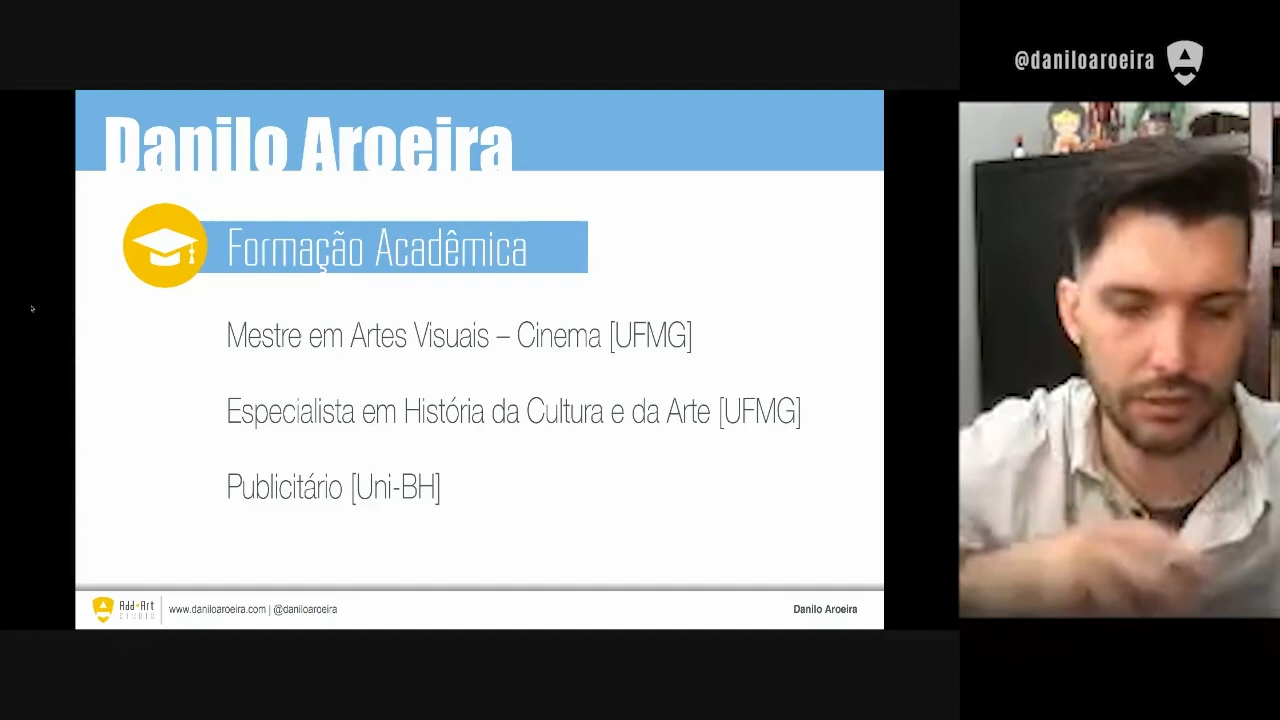 @daniloaroeira
Danilo Aroeira
Formação Acadêmica
Mestre em Artes Visuais – Cinema [UFMG]
Especialista em História da Cultura e da Arte [UFMG]
Publicitário [Uni-BH]
Add+Art
STUDIO
www.daniloaroeira.com | @daniloaroeira
Danilo Aroeira